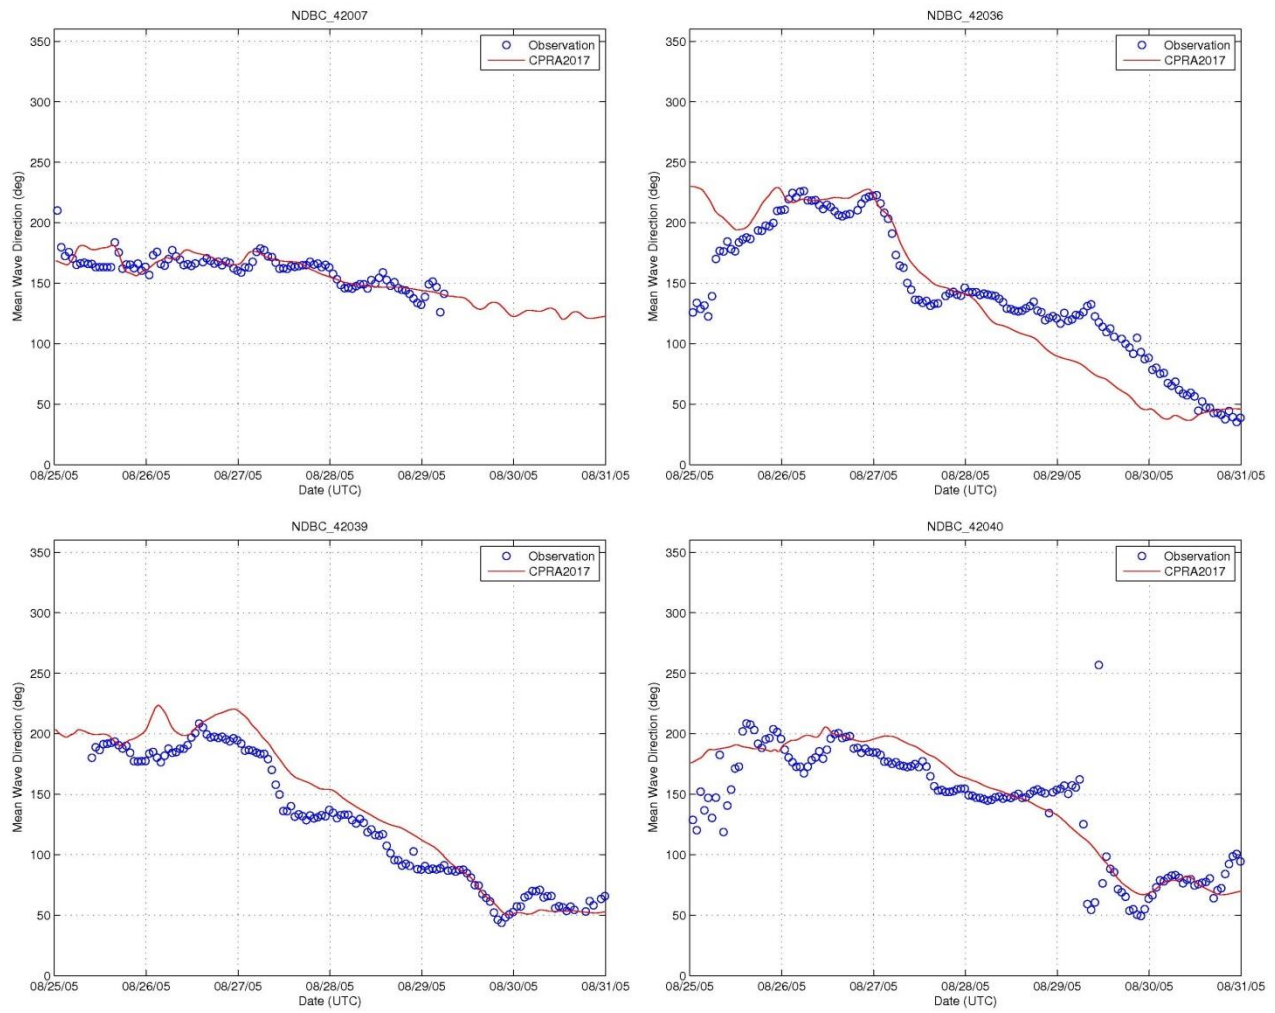 NDBC_42007
350
300
250
200
150
100
50
0
Mean Wave Direction (deg)
Observation
CPRA2017
08/25/05 08/26/05 08/27/05 08/28/05 08/29/05 08/30/05 08/31/05
Date (UTC)
NDBC_42036
350
300
250
200
150
100
50
0
Mean Wave Direction (deg)
Observation
CPRA2017
08/25/05 08/26/05 08/27/05 08/28/05 08/29/05 08/30/05 08/31/05
Date (UTC)
NDBC_42039
350
300
250
200
150
100
50
0
Mean Wave Direction (deg)
Observation
CPRA2017
08/25/05 08/26/05 08/27/05 08/28/05 08/29/05 08/30/05 08/31/05
Date (UTC)
NDBC_42040
350
300
250
200
150
100
50
0
Mean Wave Direction (deg)
Observation
CPRA2017
08/25/05 08/26/05 08/27/05 08/28/05 08/29/05 08/30/05 08/31/05
Date (UTC)